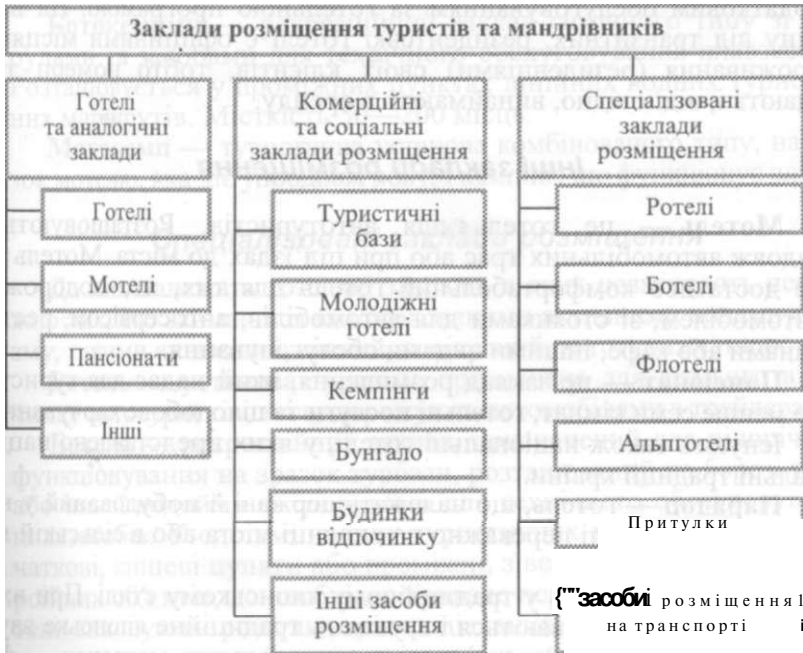 Заклади розміщення туристів та мандрівників
Готелі
та аналогічні
заклади
Готелі
Мотелі
Пансіонати
Інші
Комерційні
та соціальні
заклади розміщення
Туристичні
бази
Молодіжні
готелі
Кемпінги
Бунгало
Будинки
відпочинку
Інші засоби
розміщення
Спеціалізовані
заклади
розміщення
Ротелі
Ботелі
Флотелі
Альпготелі
Притулки
засоби розміщення
на транспорті